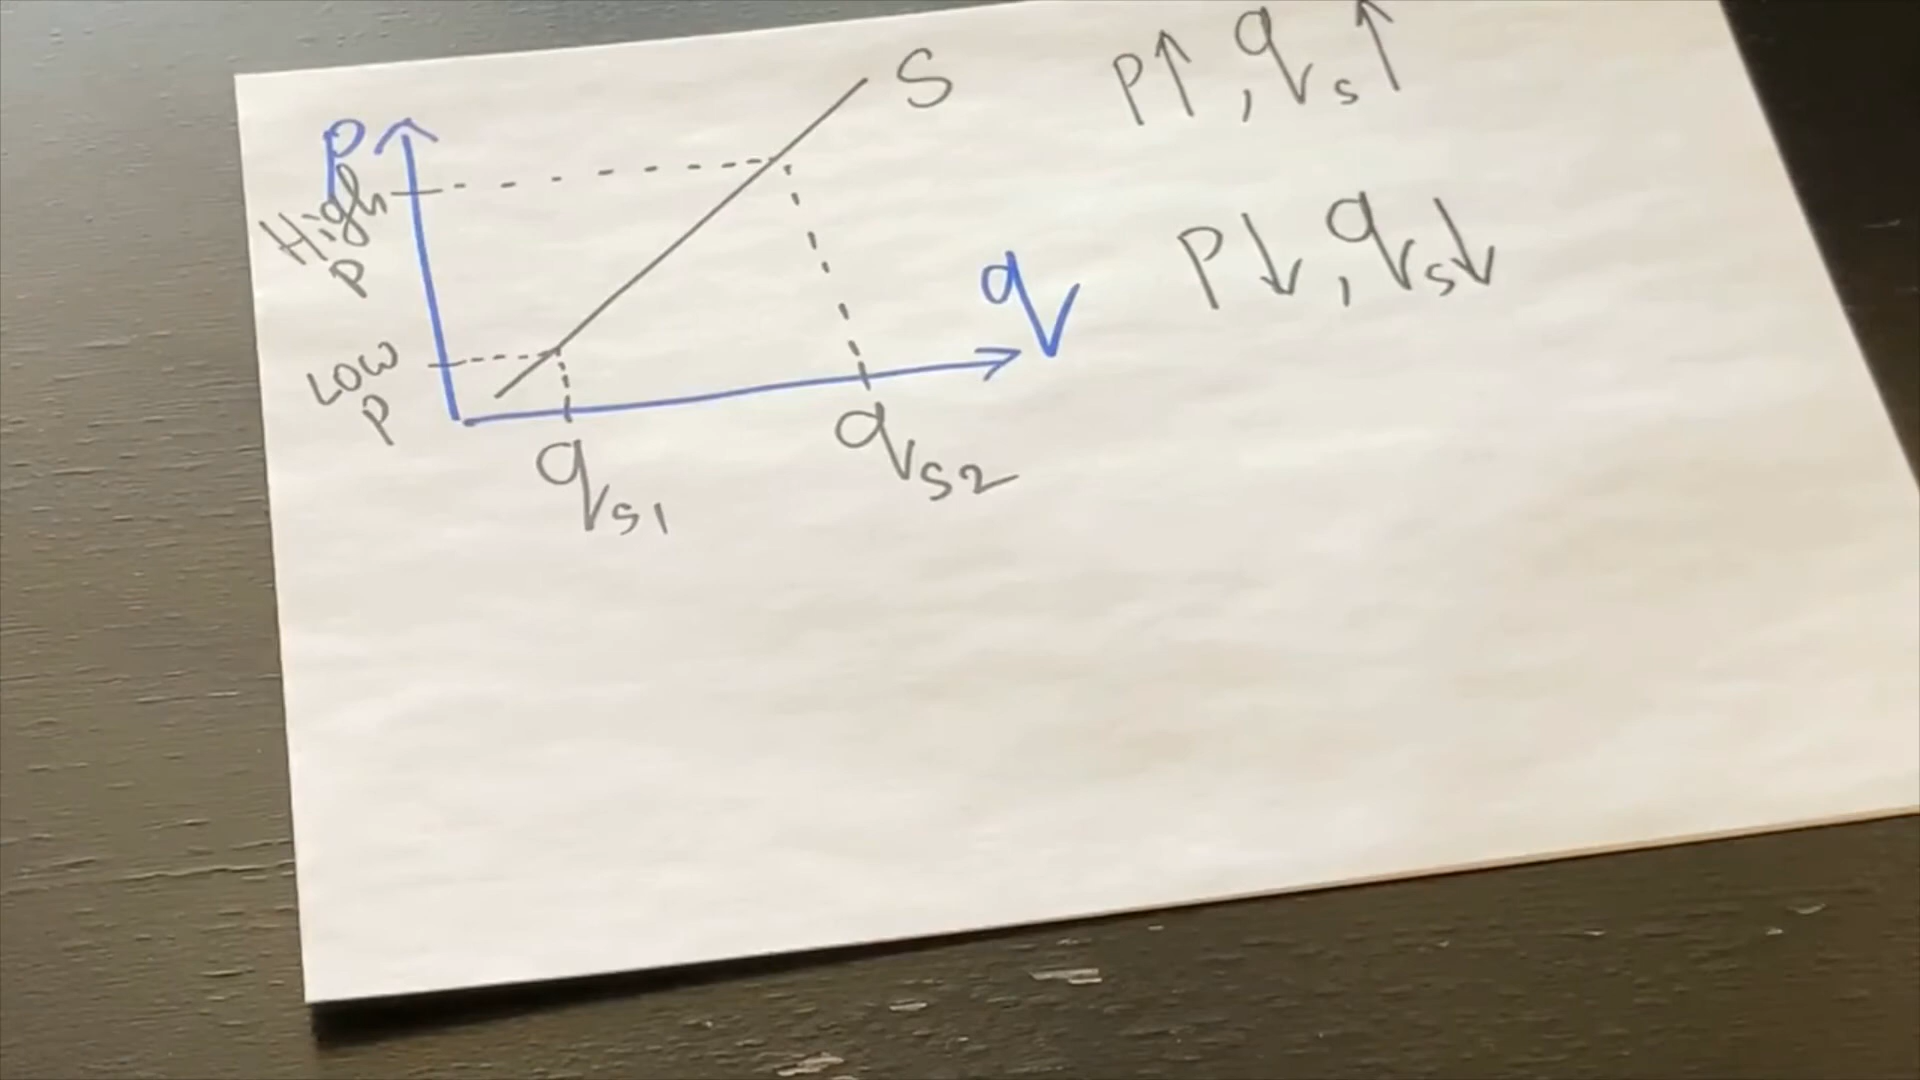 P
High
P
Low
P
S
q
qs1
qs2
P↑, qs↑
P↓, qs↓